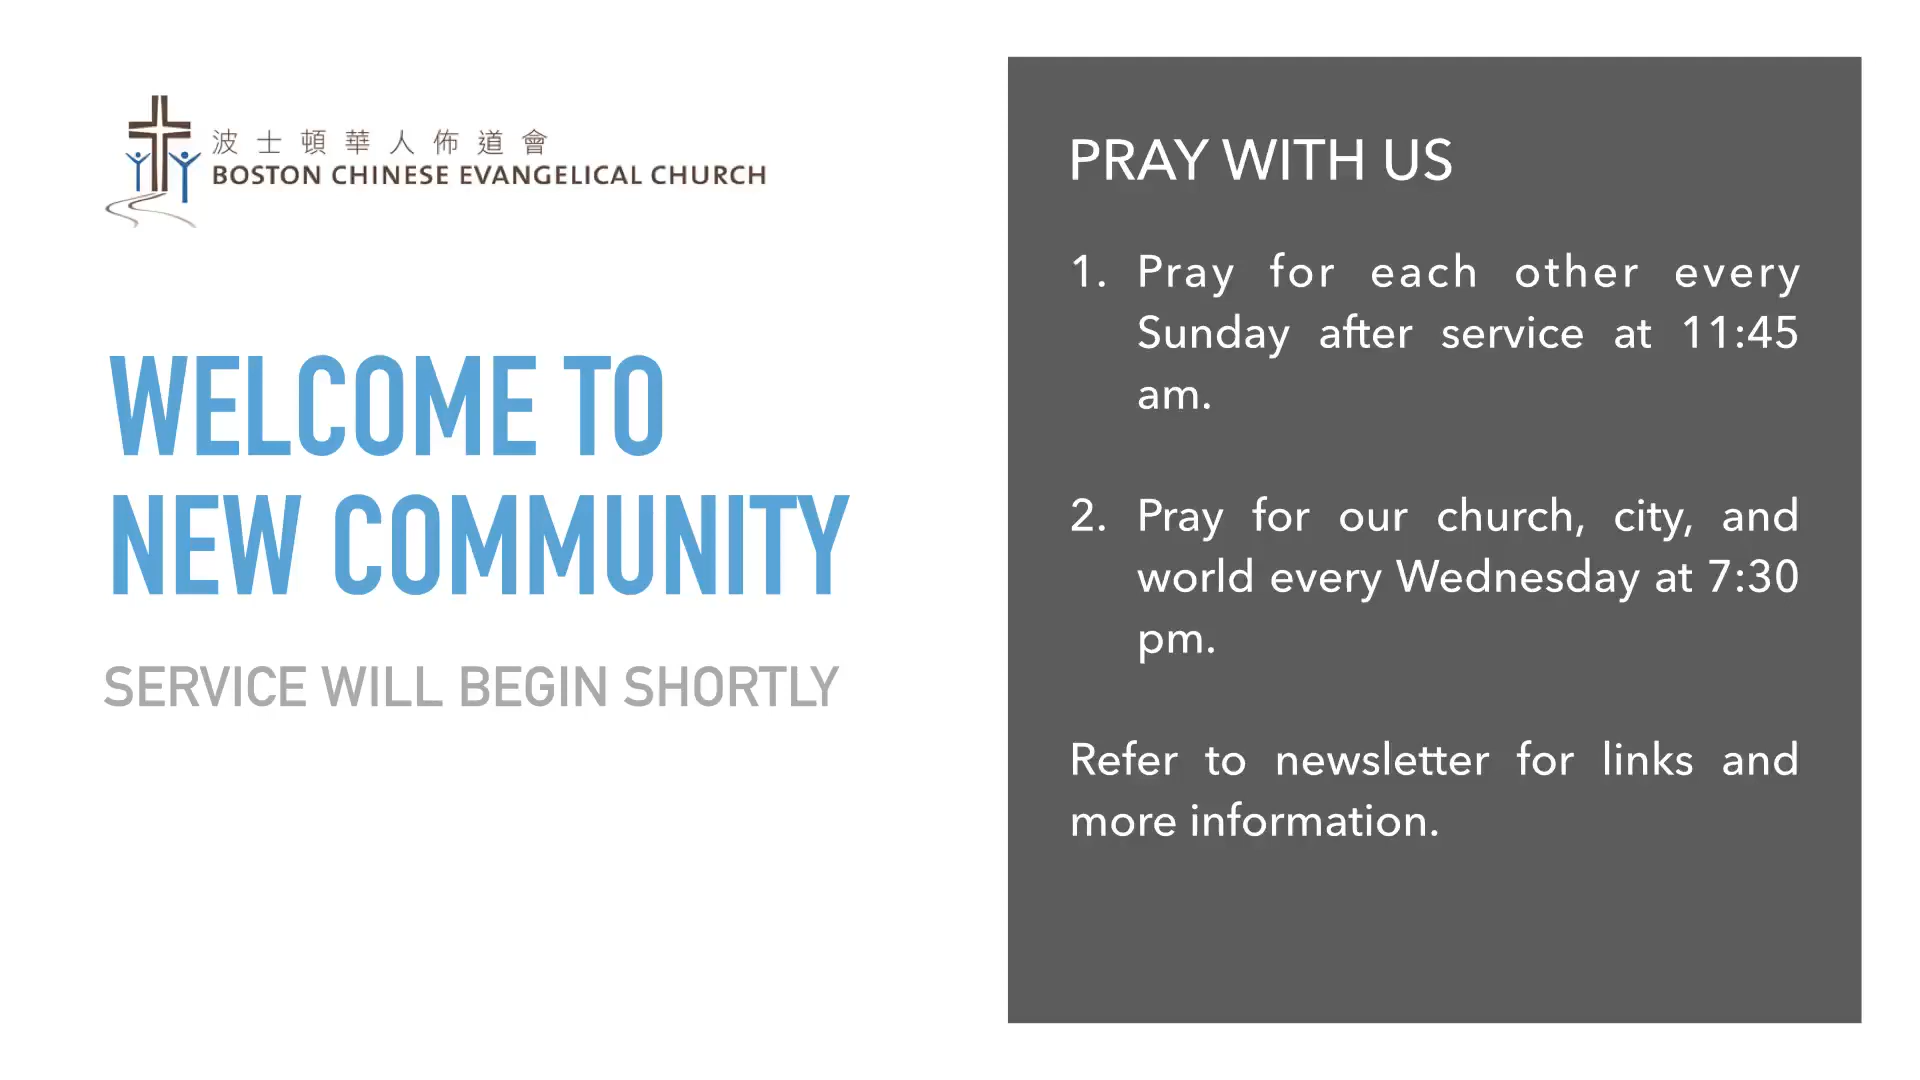 波士頓華人佈道會
BOSTON CHINESE EVANGELICAL CHURCH
WELCOME TO
NEW COMMUNITY
SERVICE WILL BEGIN SHORTLY
PRAY WITH US
1. Pray for each other every
Sunday after service at 11:45
am.
2. Pray for our church, city, and
world every Wednesday at 7:30
pm.
Refer to newsletter for links and
more information.